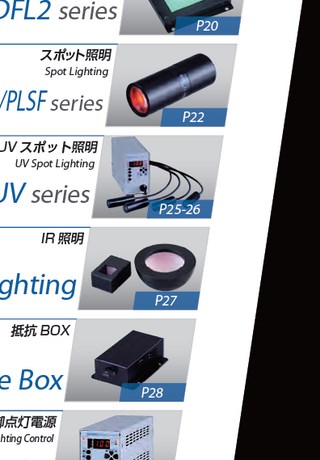 DFL2 series
P20
スポット照明
Spot Lighting
/PLSF series
P22
UV スポット照明
UV Spot Lighting
UV series
P25-26
IR 照明
ghting
P27
抵抗 BOX
e Box
P28
御点灯電源
hting Control